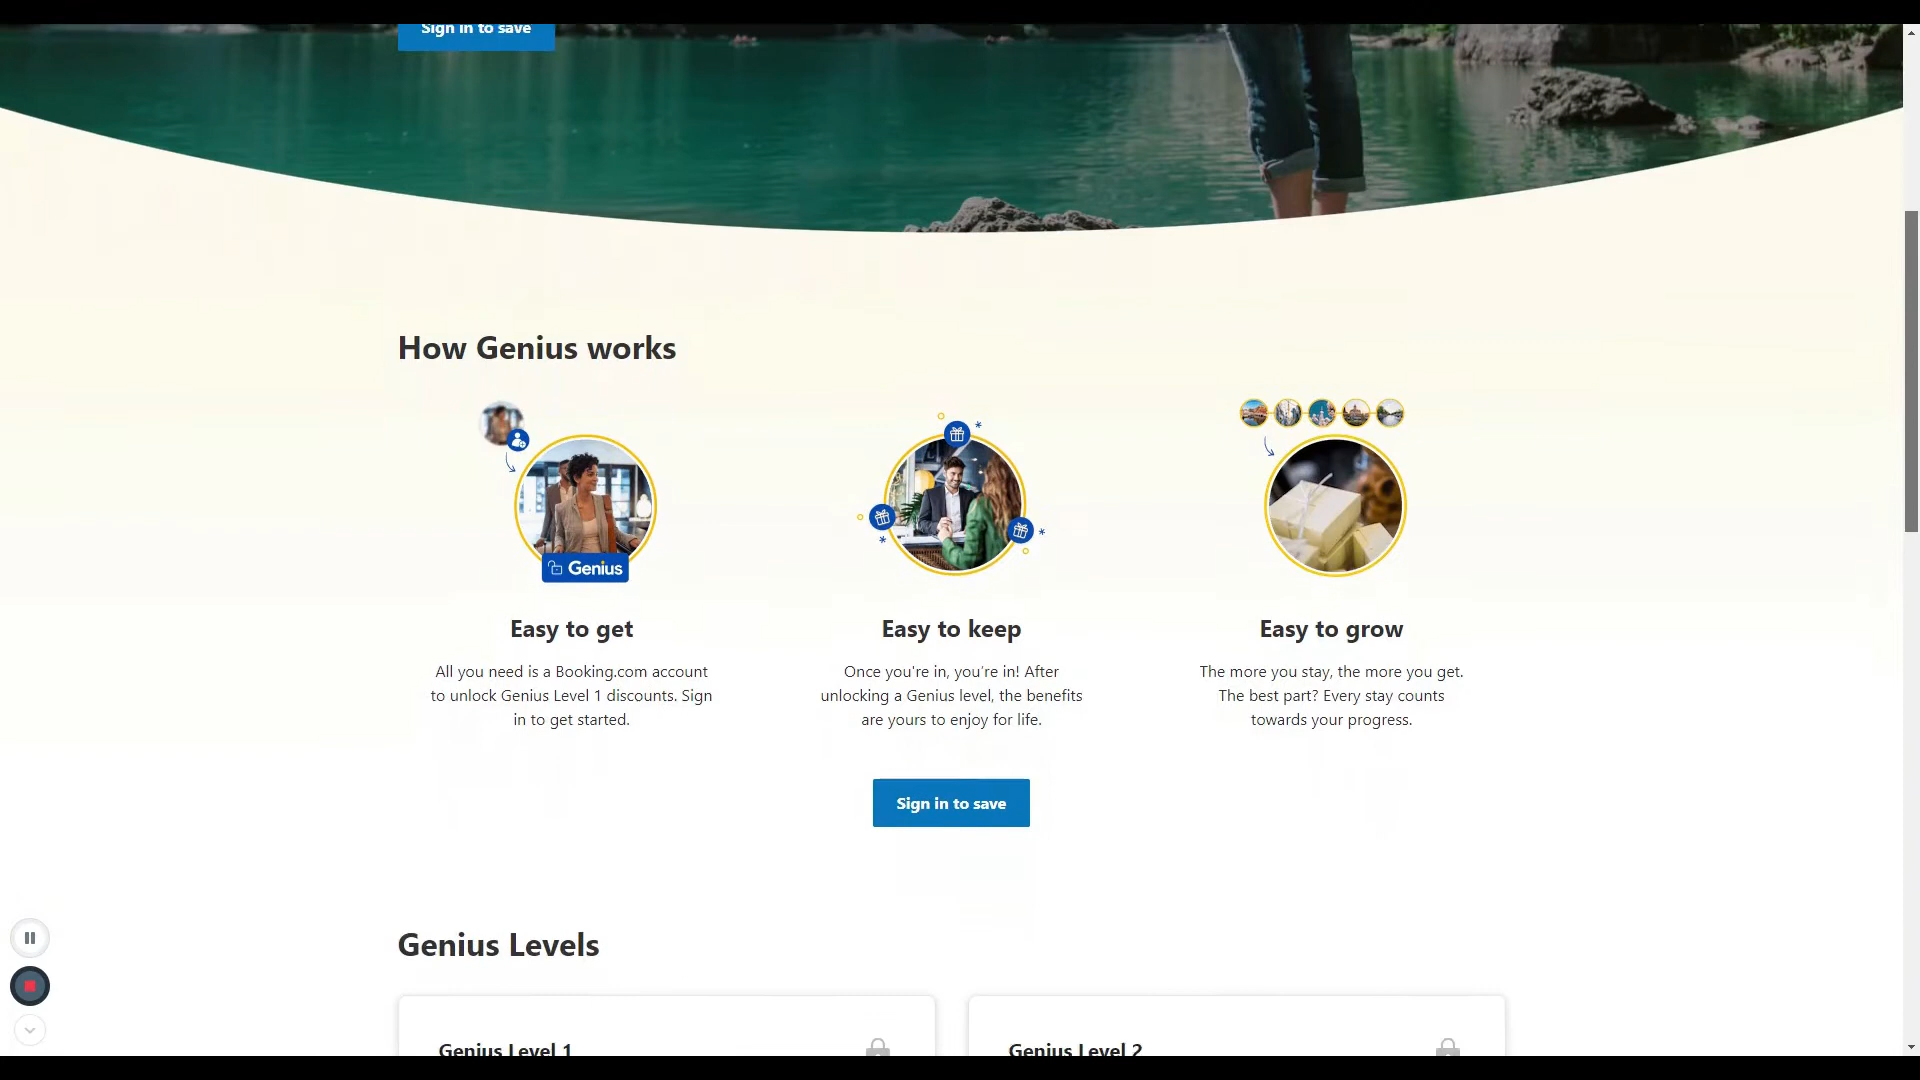 Sign in to save
How Genius works
Genius
Easy to get
All you need is a Booking.com account
to unlock Genius Level 1 discounts. Sign
in to get started.
Easy to keep
Once you're in, you’re in! After
unlocking a Genius level, the benefits
are yours to enjoy for life.
Easy to grow
The more you stay, the more you get.
The best part? Every stay counts
towards your progress.
Sign in to save
Genius Levels
Genius Level 1
Genius Level 2